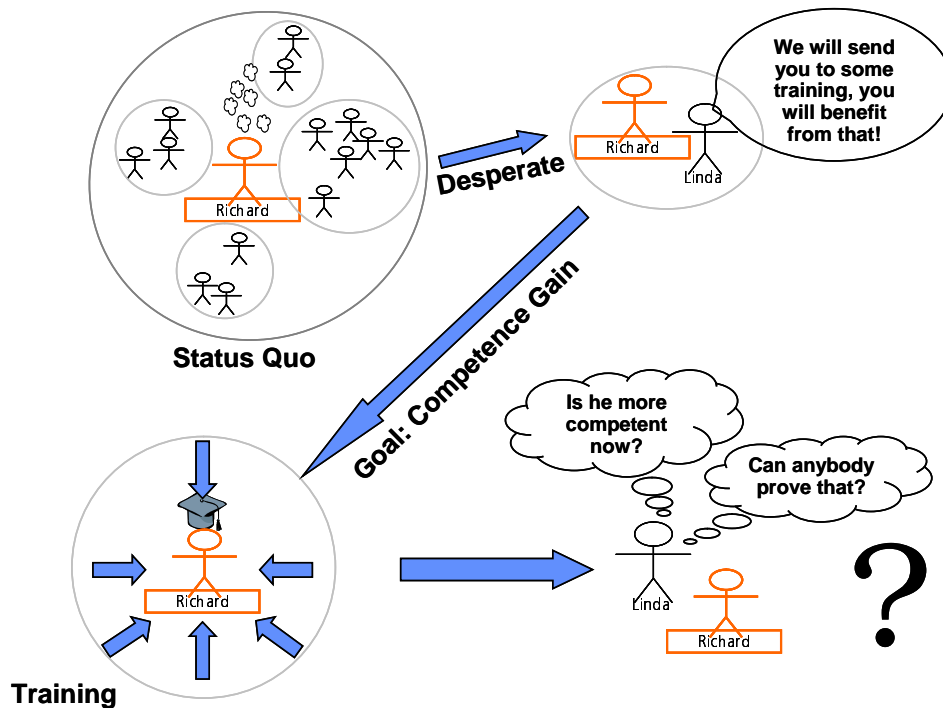 Richard
Status Quo
Desperate
Richard
Linda
We will send
you to some
training, you
will benefit
from that!
Goal: Competence Gain
Richard
Training
Is he more
competent
now?
Can anybody
prove that?
Linda
Richard
?